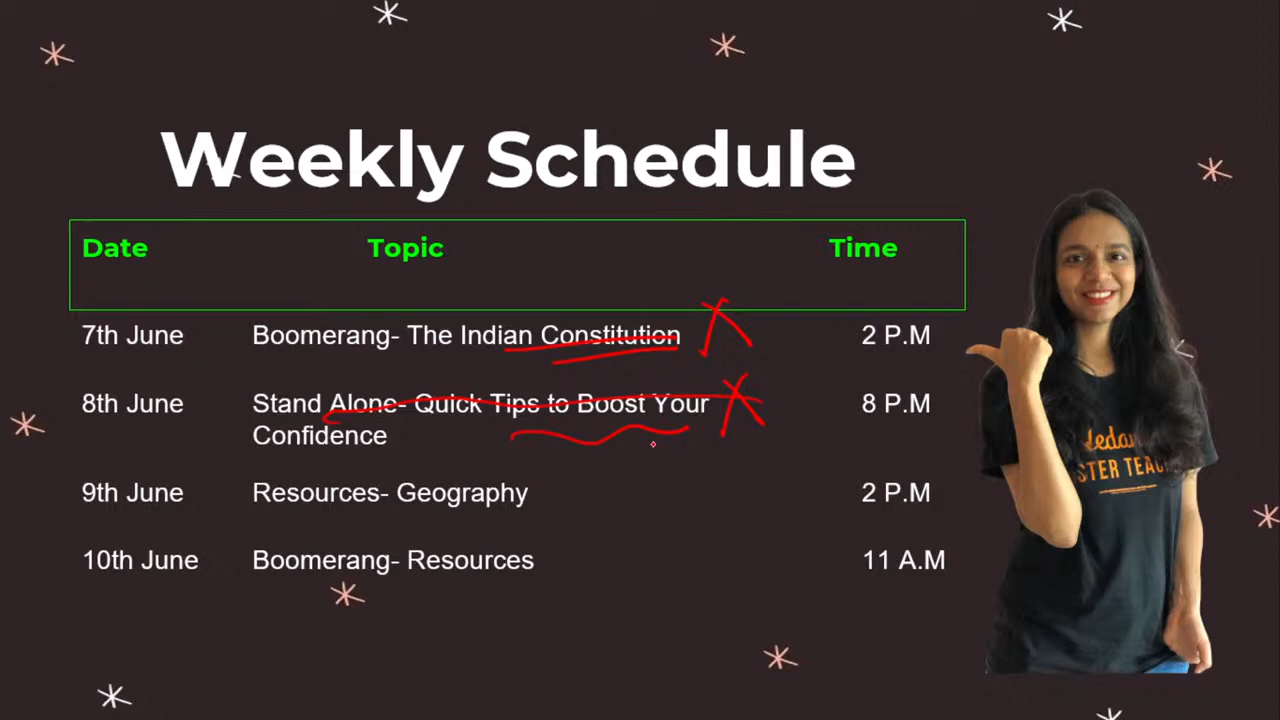 Weekly Schedule
Date Topic Time
7th June Boomerang- The Indian Constitution 2 P.M
8th June Stand Alone- Quick Tips to Boost Your 8 P.M
Confidence
9th June Resources- Geography 2 P.M
10th June Boomerang- Resources 11 A.M